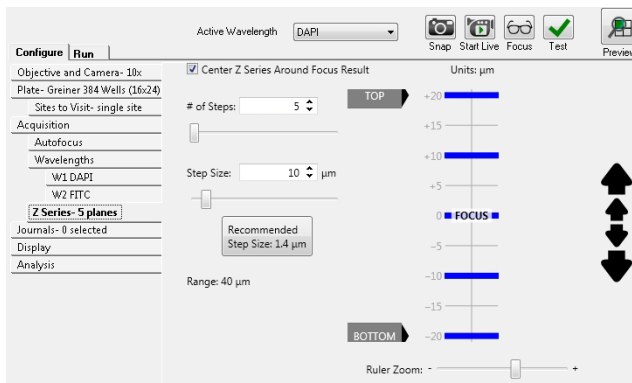 Active Wavelength DAPI
Snap Start Live Focus Test Preview
Configure Run
Objective and Camera- 10x
Plate- Greiner 384 Wells (16x24)
Sites to Visit- single site
Acquisition
Autofocus
Wavelengths
W1 DAPI
W2 FITC
Z Series- 5 planes
Journals- 0 selected
Display
Analysis
Center Z Series Around Focus Result
# of Steps: 5
Step Size: 10 µm
Recommended
Step Size: 1.4 µm
Range: 40 µm
Units: µm
TOP +20
+15
+10
+5
0 FOCUS
−5
−10
−15
BOTTOM −20
Ruler Zoom: - +